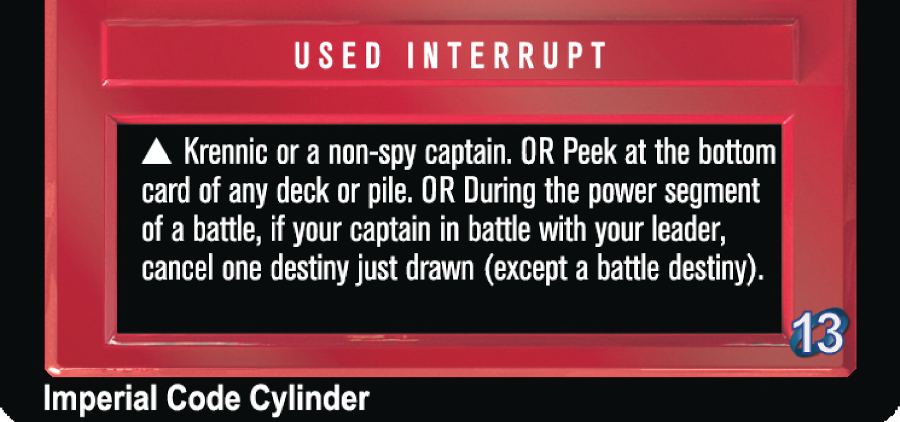 USED INTERRUPT
▲ Krennic or a non-spy captain. OR Peek at the bottom
card of any deck or pile. OR During the power segment
of a battle, if your captain in battle with your leader,
cancel one destiny just drawn (except a battle destiny).
13
Imperial Code Cylinder